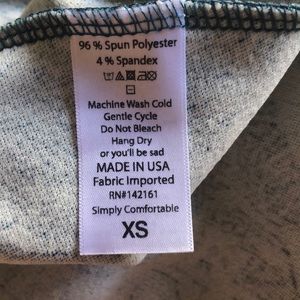 96 % Spun Polyester
4 % Spandex
Machine Wash Cold
Gentle Cycle
Do Not Bleach
Hang Dry
or you'll be sad
MADE IN USA
Fabric Imported
RN#142161
Simply Comfortable
XS